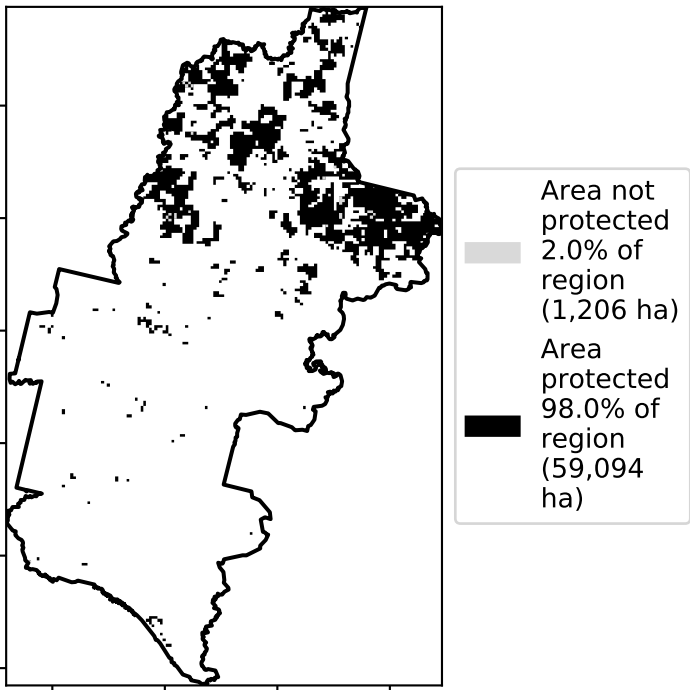 Area not
protected
2.0% of
region
(1,206 ha)
Area
protected
98.0% of
region
(59,094
ha)